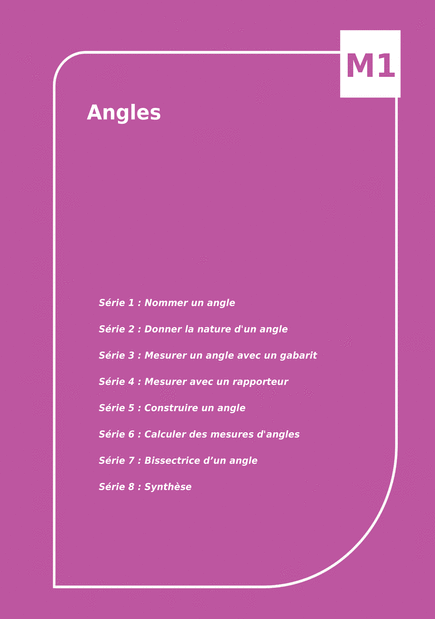 M1
Angles
Série 1 : Nommer un angle
Série 2 : Donner la nature d'un angle
Série 3 : Mesurer un angle avec un gabarit
Série 4 : Mesurer avec un rapporteur
Série 5 : Construire un angle
Série 6 : Calculer des mesures d'angles
Série 7 : Bissectrice d’un angle
Série 8 : Synthèse